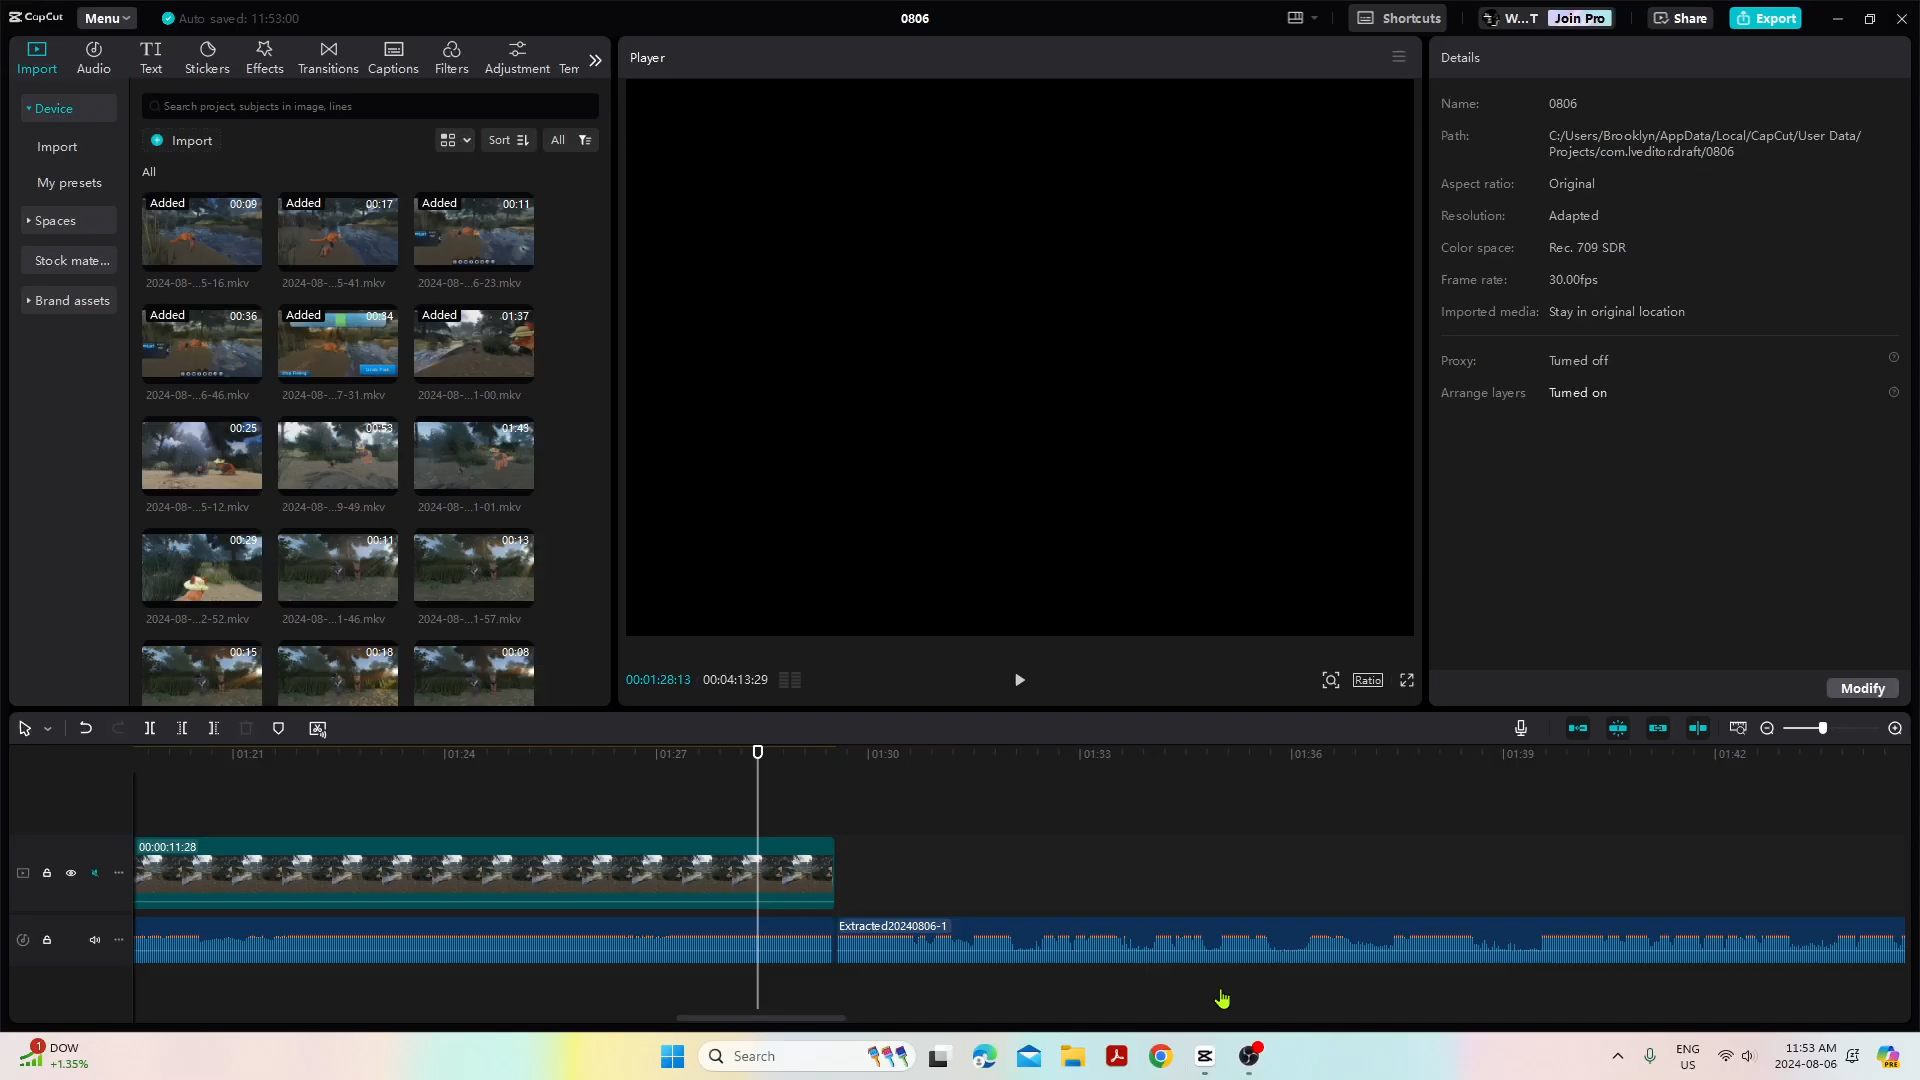 CapCut
Menu
Auto saved: 11:53:00
0806
Shortcuts
W...T
Join Pro
Share
Export
Import
Audio
Text
Stickers
Effects
Transitions
Captions
Filters
Adjustment
Tem
Player
Details
Device
Import
My presets
Spaces
Stock mate...
Brand assets
Search project, subjects in image, lines
Import
Sort
All
All
Added 00:09
Added 00:17
Added 00:11
2024-08-...5-16.mkv
2024-08-...5-41.mkv
2024-08-...6-23.mkv
Added 00:36
Added 00:34
Added 01:37
2024-08-...6-46.mkv
2024-08-...7-31.mkv
2024-08-...1-00.mkv
00:25
00:53
01:43
2024-08-...5-12.mkv
2024-08-...9-49.mkv
2024-08-...1-01.mkv
00:29
00:11
00:13
2024-08-...2-52.mkv
2024-08-...1-46.mkv
2024-08-...1-57.mkv
00:15
00:18
00:08
00:01:28:13
00:04:13:29
Ratio
Name: 0806
Path: C:/Users/Brooklyn/AppData/Local/CapCut/User Data/
Projects/com.lveditor.draft/0806
Aspect ratio: Original
Resolution: Adapted
Color space: Rec. 709 SDR
Frame rate: 30.00fps
Imported media: Stay in original location
Proxy: Turned off
Arrange layers Turned on
Modify
01:21
01:24
01:27
01:30
01:33
01:36
01:39
01:42
00:00:11:28
Extracted20240806-1
1
DOW
+1.35%
Search
ENG
US
11:53 AM
2024-08-06
PRE